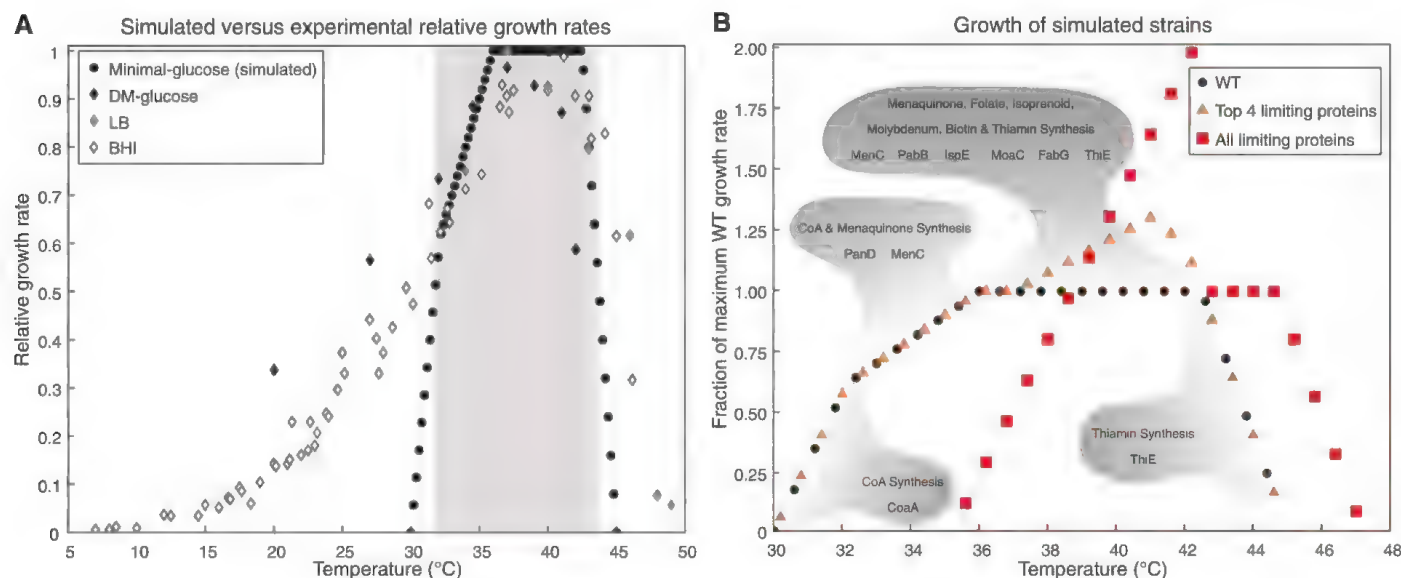 A
Simulated versus experimental relative growth rates
Relative growth rate
1
0.9
0.8
0.7
0.6
0.5
0.4
0.3
0.2
0.1
0
Minimal-glucose (simulated)
DM-glucose
LB
BHI
5 10 15 20 25 30 35 40 45 50
Temperature (°C)
B
Growth of simulated strains
Fraction of maximum WT growth rate
2.00
1.75
1.50
1.25
1.00
0.75
0.50
0.25
0
WT
Top 4 limiting proteins
All limiting proteins
Menaquinone, Folate, Isoprenoid,
Molybdenum, Biotin & Thiamin Synthesis
MenC PabB IspE MoaC FabG ThiE
CoA & Menaquinone Synthesis
PanD MenC
Thiamin Synthesis
ThiE
CoA Synthesis
CoaA
30 32 34 36 38 40 42 44 46 48
Temperature (°C)